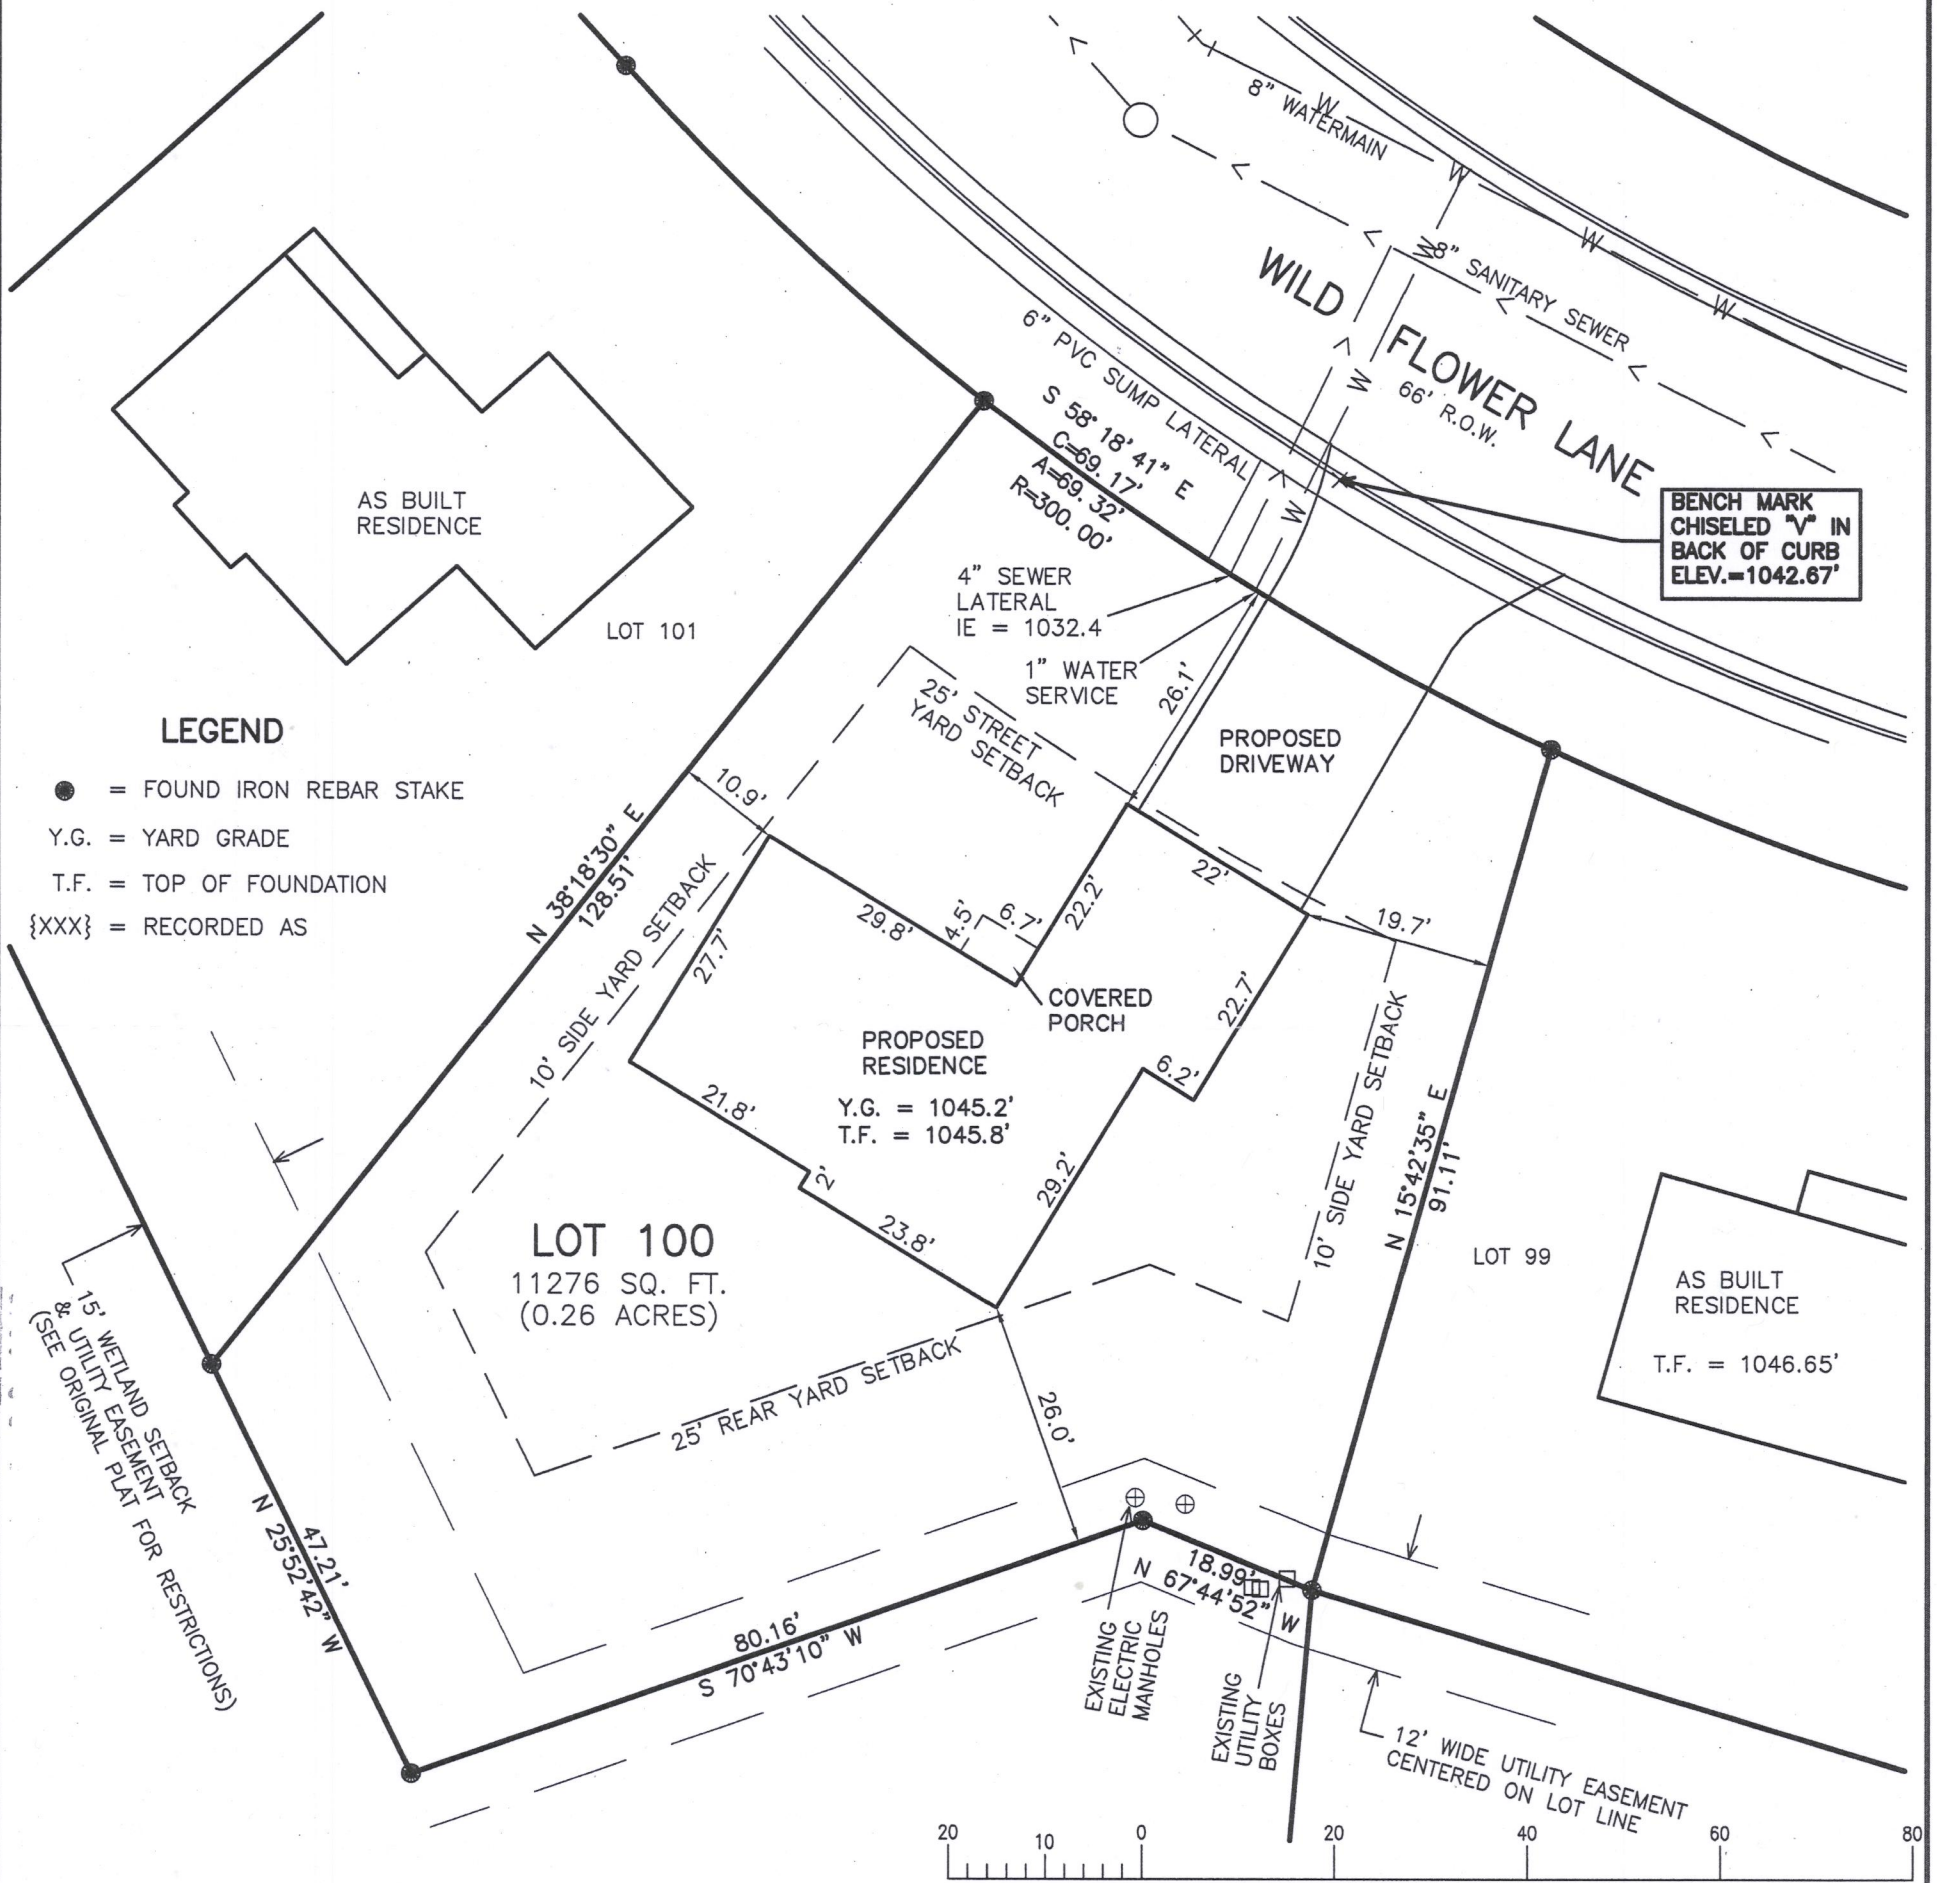 8" WATERMAIN
8" SANITARY SEWER
WILD FLOWER LANE
66' R.O.W.
6" PVC SUMP LATERAL
S 58° 18' 41" E
C=69.17'
A=69.32'
R=300.00'
BENCH MARK
CHISELED "V" IN
BACK OF CURB
ELEV.=1042.67'
AS BUILT
RESIDENCE
LOT 101
4" SEWER
LATERAL
IE = 1032.4
1" WATER
SERVICE
26.1'
25' STREET
YARD SETBACK
PROPOSED
DRIVEWAY
LEGEND
= FOUND IRON REBAR STAKE
Y.G. = YARD GRADE
T.F. = TOP OF FOUNDATION
{XXX} = RECORDED AS
10.9'
N 38°18'30" E
128.51'
10' SIDE YARD SETBACK
27.7'
29.8'
4.5'
6.7'
22.2'
22'
19.7'
22.7'
COVERED
PORCH
PROPOSED
RESIDENCE
Y.G. = 1045.2'
T.F. = 1045.8'
6.2'
21.8'
2'
23.8'
29.2'
10' SIDE YARD SETBACK
N 15°42'35" E
91.11'
LOT 100
11276 SQ. FT.
(0.26 ACRES)
LOT 99
AS BUILT
RESIDENCE
T.F. = 1046.65'
15' WETLAND SETBACK
& UTILITY EASEMENT
(SEE ORIGINAL PLAT FOR RESTRICTIONS)
25' REAR YARD SETBACK
26.0'
47.21'
N 25°52'42" W
80.16'
S 70°43'10" W
18.99'
N 67°44'52" W
EXISTING
ELECTRIC
MANHOLES
EXISTING
UTILITY
BOXES
12' WIDE UTILITY EASEMENT
CENTERED ON LOT LINE
20 10 0 20 40 60 80
W
W
W
W
W
W
W
W